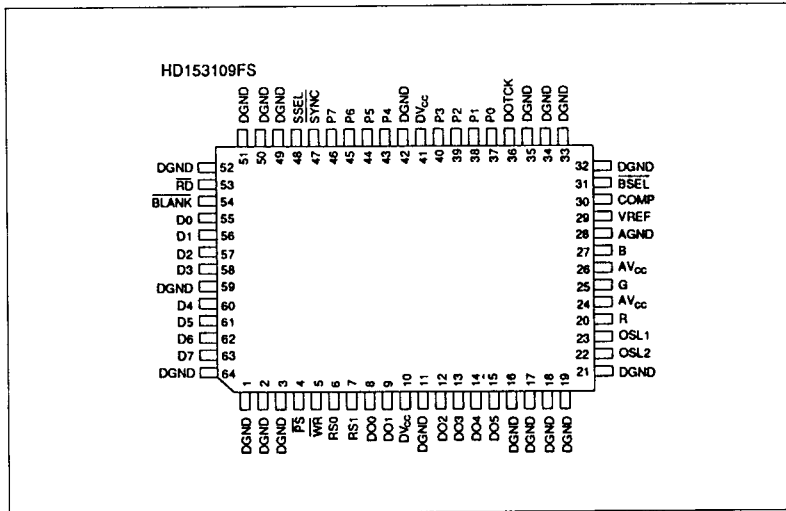 HD153109FS
DGND
DGND
DGND
SSEL
SYNC
P7
P6
P5
P4
DGND
DVcc
P3
P2
P1
P0
DOTCK
DGND
DGND
DGND
51 50 49 48 47 46 45 44 43 42 41 40 39 38 37 36 35 34 33
DGND 52
RD 53
BLANK 54
D0 55
D1 56
D2 57
D3 58
DGND 59
D4 60
D5 61
D6 62
D7 63
DGND 64
32 DGND
31 BSEL
30 COMP
29 VREF
28 AGND
27 B
26 AVcc
25 G
24 AVcc
20 R
23 OSL1
22 OSL2
21 DGND
1 2 3 4 5 6 7 8 9 10 11 12 13 14 15 16 17 18 19
DGND
DGND
DGND
PS
WR
RS0
RS1
DO0
DO1
DVcc
DGND
DO2
DO3
DO4
DO5
DGND
DGND
DGND
DGND